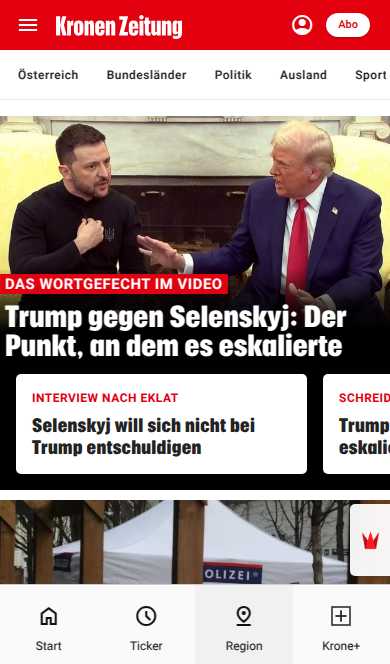 Kronen Zeitung
Abo
Österreich Bundesländer Politik Ausland Sport
DAS WORTGEFECHT IM VIDEO
Trump gegen Selenskyj: Der
Punkt, an dem es eskalierte
INTERVIEW NACH EKLAT
Selenskyj will sich nicht bei
Trump entschuldigen
SCHREID
Trump
eskali
OLIZEI
Start Ticker Region Krone+